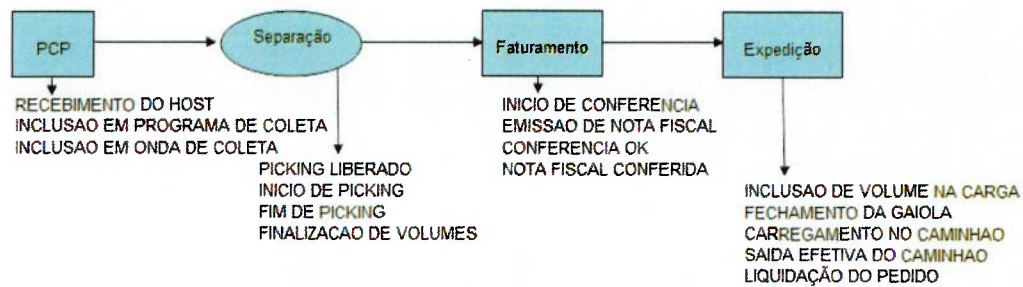 PCP
Separação
Faturamento
Expedição
RECEBIMENTO DO HOST
INCLUSAO EM PROGRAMA DE COLETA
INCLUSAO EM ONDA DE COLETA
PICKING LIBERADO
INICIO DE PICKING
FIM DE PICKING
FINALIZACAO DE VOLUMES
INICIO DE CONFERENCIA
EMISSAO DE NOTA FISCAL
CONFERENCIA OK
NOTA FISCAL CONFERIDA
INCLUSAO DE VOLUME NA CARGA
FECHAMENTO DA GAIOLA
CARREGAMENTO NO CAMINHAO
SAIDA EFETIVA DO CAMINHAO
LIQUIDAÇÃO DO PEDIDO